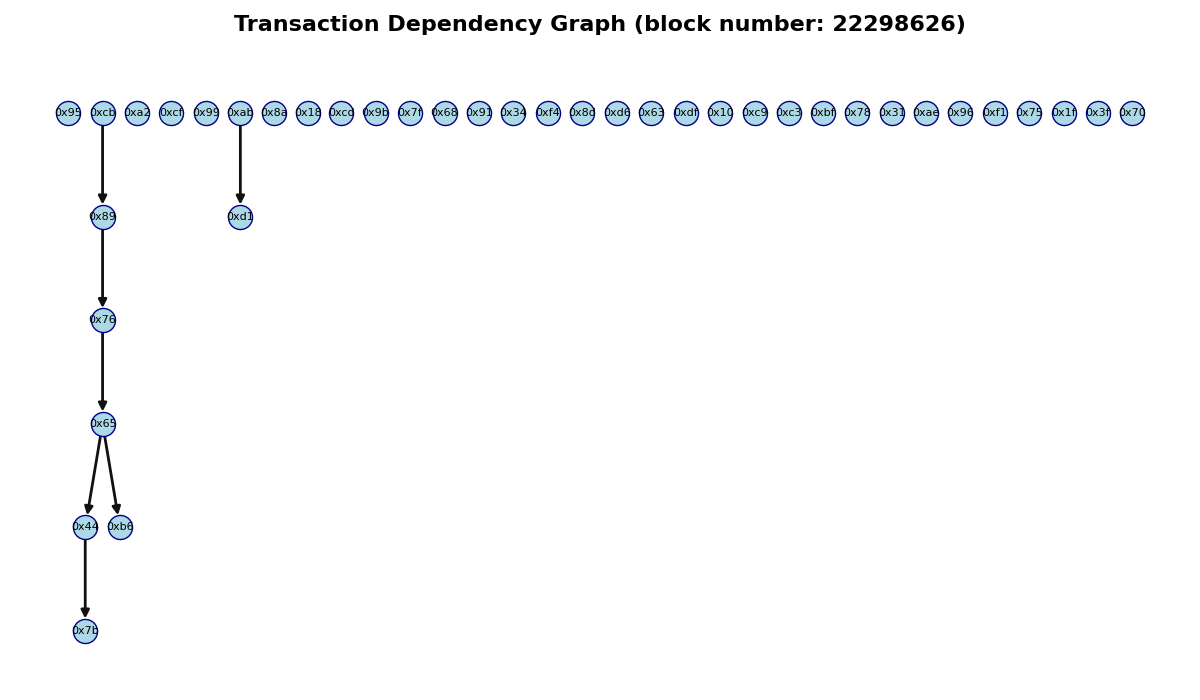 Transaction Dependency Graph (block number: 22298626)
0x95 0xcb 0xa2 0xcf 0x99 0xab 0x8a 0x18 0xcd 0x9b 0x7f 0x68 0x91 0x34 0xf4 0x8d 0xd6 0x63 0xdf 0x10 0xc9 0xc3 0xbf 0x78 0x31 0xae 0x96 0xf1 0x75 0x1f 0x3f 0x70
0x89 0xd1
0x76
0x65
0x44 0xb6
0x7b